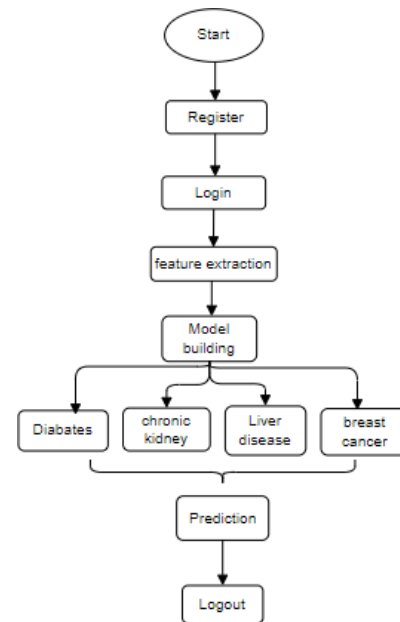 Start
Register
Login
feature extraction
Model
building
Diabates
chronic
kidney
Liver
disease
breast
cancer
Prediction
Logout